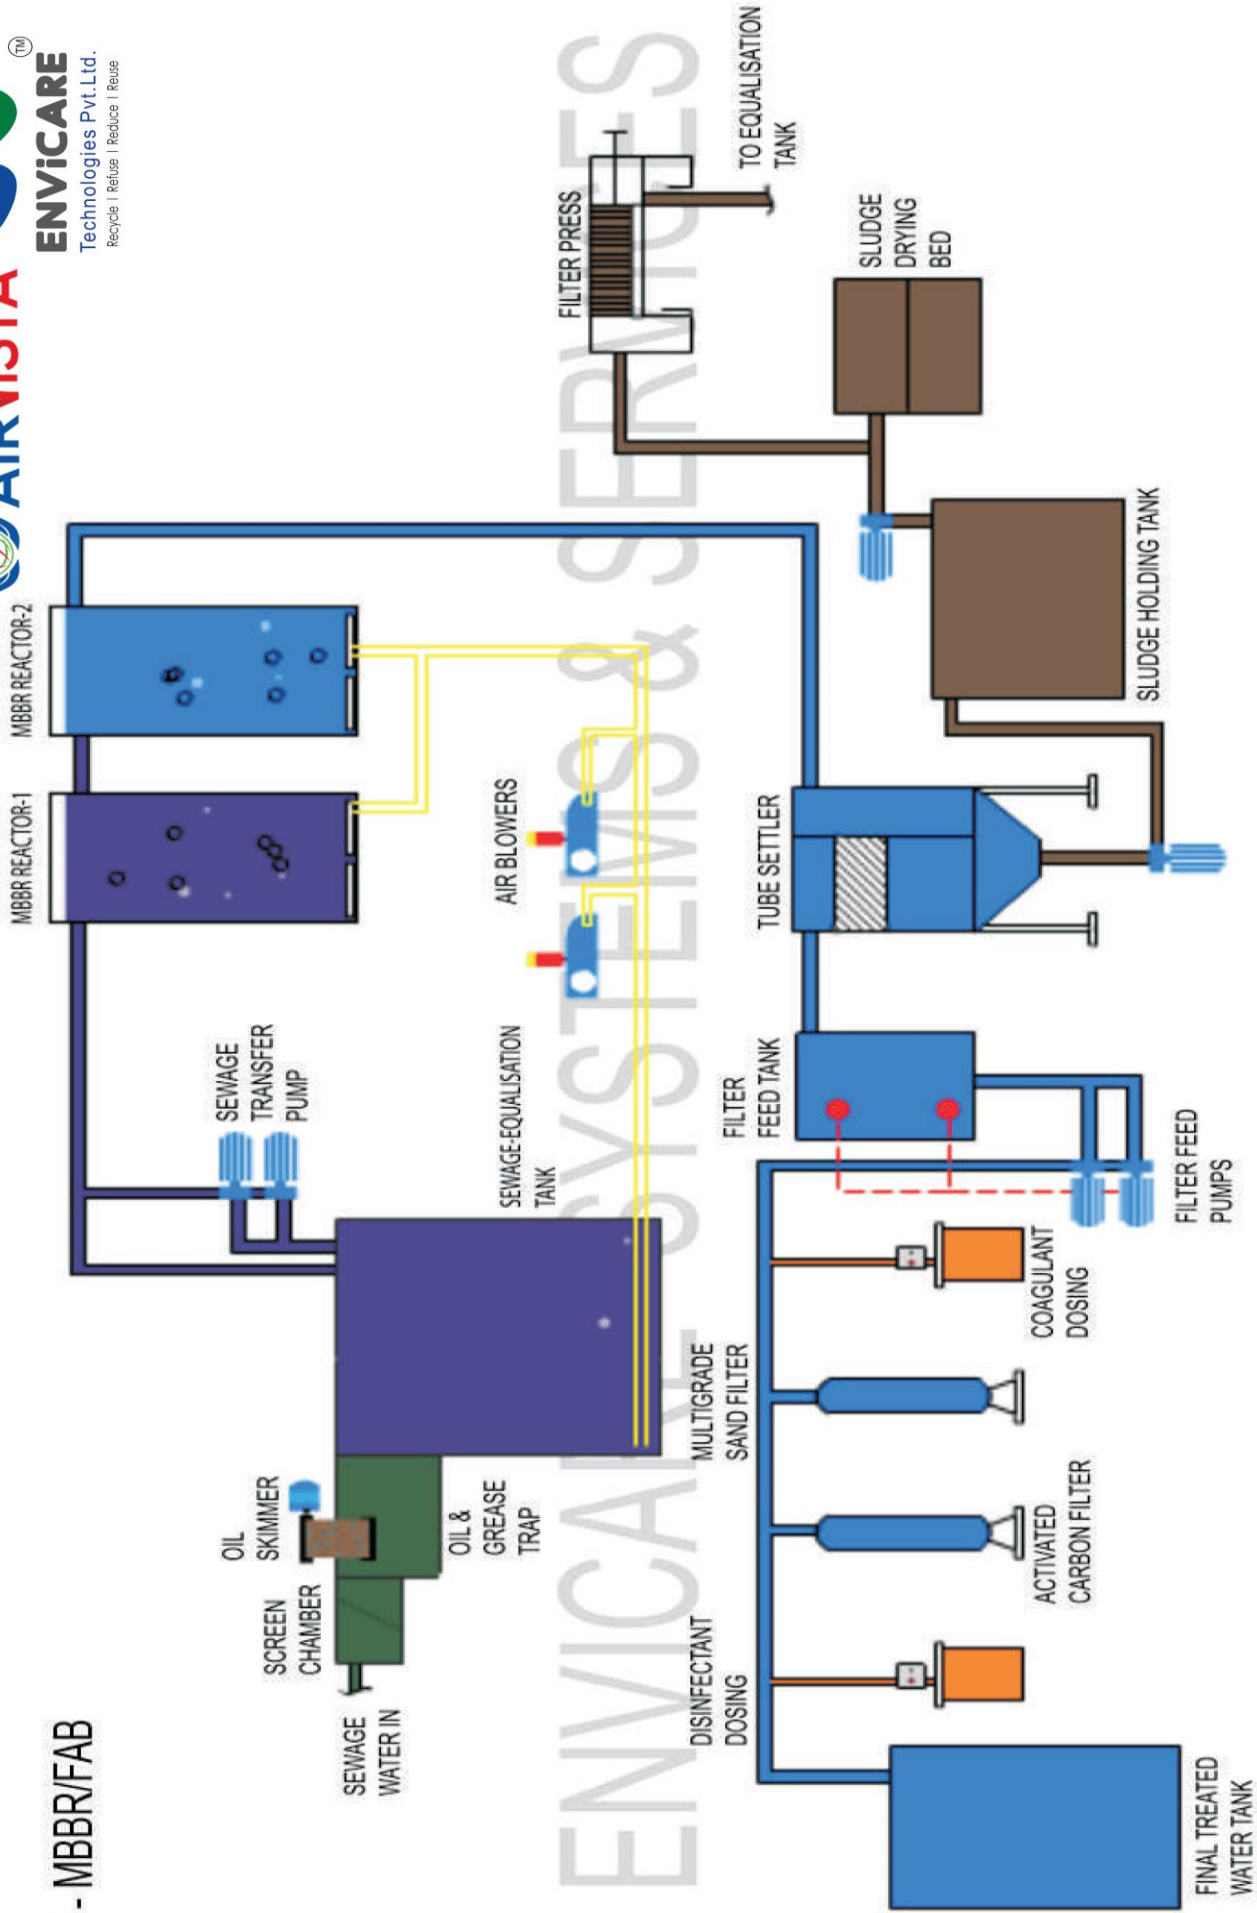 - MBBR/FAB
AIRVISTA
TM
ENViCARE
Technologies Pvt.Ltd.
Recycle | Refuse | Reduce | Reuse
MBBR REACTOR-1
MBBR REACTOR-2
SEWAGE
TRANSFER
PUMP
OIL
SKIMMER
SCREEN
CHAMBER
SEWAGE
WATER IN
OIL &
GREASE
TRAP
SEWAGE-EQUALISATION
TANK
AIR BLOWERS
FILTER PRESS
TO EQUALISATION
TANK
ENVICARE SYSTEMS & SERVICES
DISINFECTANT
DOSING
MULTIGRADE
SAND FILTER
FILTER
FEED TANK
TUBE SETTLER
SLUDGE
DRYING
BED
ACTIVATED
CARBON FILTER
COAGULANT
DOSING
FILTER FEED
PUMPS
SLUDGE HOLDING TANK
FINAL TREATED
WATER TANK